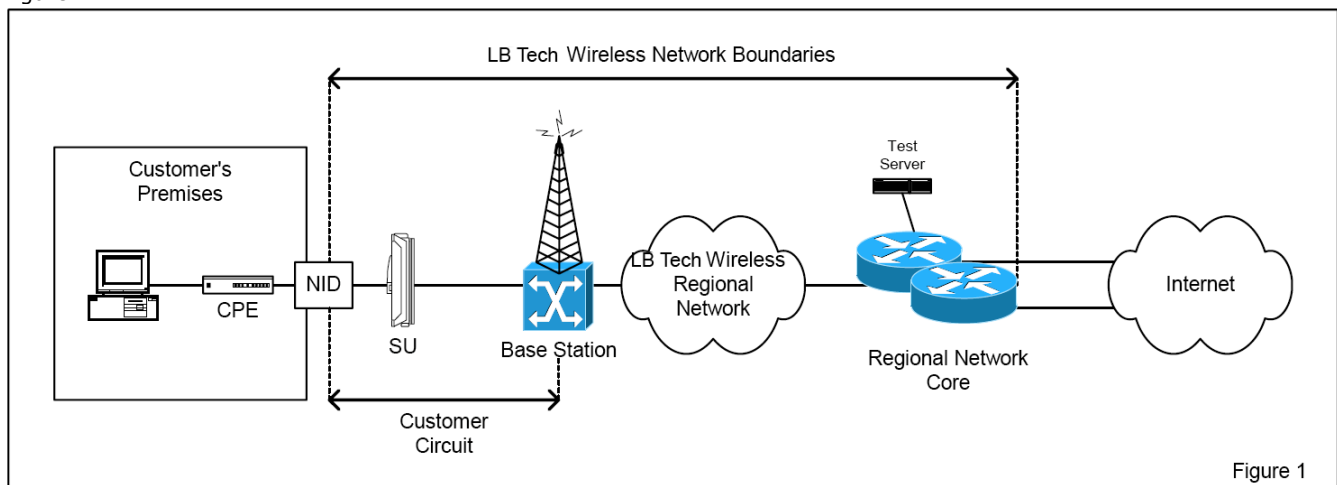 LB Tech Wireless Network Boundaries
Customer's
Premises
CPE
NID
SU
Base Station
LB Tech Wireless
Regional
Network
Test
Server
Regional Network
Core
Internet
Customer
Circuit
Figure 1